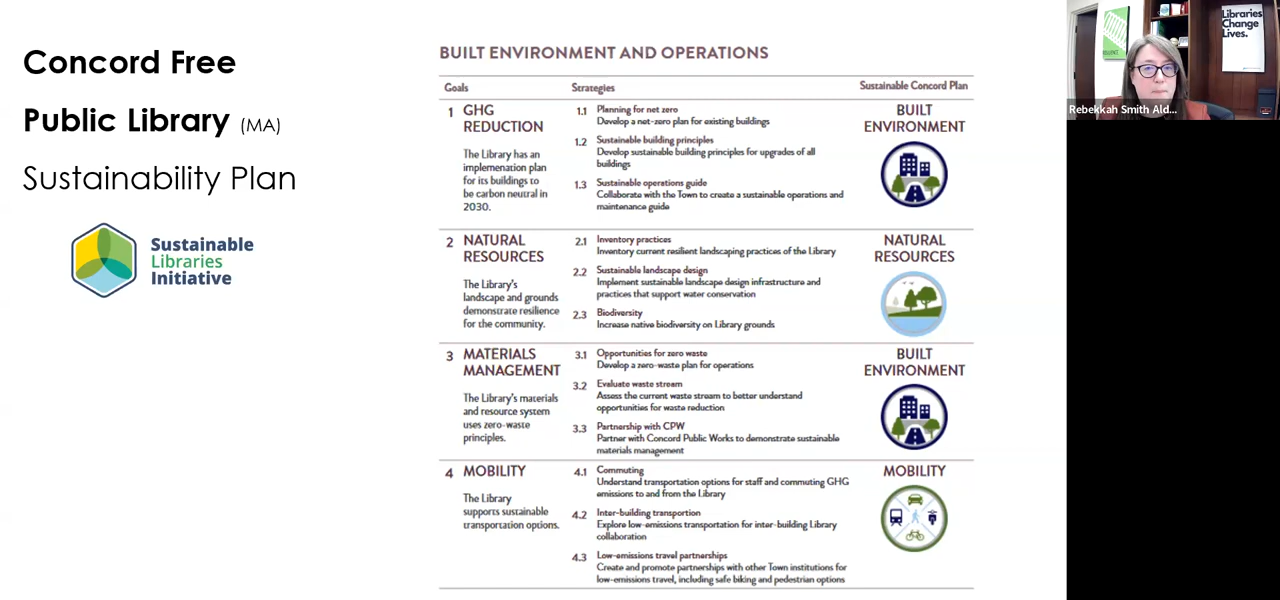 Concord Free
Public Library (MA)
Sustainability Plan
Sustainable
Libraries
Initiative
BUILT ENVIRONMENT AND OPERATIONS
Goals
Strategies
Sustainable Concord Plan
1 GHG
REDUCTION
The Library has an
implemenation plan
for its buildings to
be carbon neutral in
2030.
1.1 Planning for net zero
Develop a net-zero plan for existing buildings
1.2 Sustainable building principles
Develop sustainable building principles for upgrades of all
buildings
1.3 Sustainable operations guide
Collaborate with the Town to create a sustainable operations and
maintenance guide
BUILT
ENVIRONMENT
2 NATURAL
RESOURCES
The Library's
landscape and grounds
demonstrate resilience
for the community.
2.1 Inventory practices
Inventory current resilient landscaping practices of the Library
2.2 Sustainable landscape design
Implement sustainable landscape design infrastructure and
practices that support water conservation
2.3 Biodiversity
Increase native biodiversity on Library grounds
NATURAL
RESOURCES
3 MATERIALS
MANAGEMENT
The Library's materials
and resource system
uses zero-waste
principles.
3.1 Opportunities for zero waste
Develop a zero-waste plan for operations
3.2 Evaluate waste stream
Assess the current waste stream to better understand
opportunities for waste reduction
3.3 Partnership with CPW
Partner with Concord Public Works to demonstrate sustainable
materials management
BUILT
ENVIRONMENT
4 MOBILITY
The Library
supports sustainable
transportation options.
4.1 Commuting
Understand transportation options for staff and commuting GHG
emissions to and from the Library
4.2 Inter-building transportion
Explore low-emissions transportation for inter-building Library
collaboration
4.3 Low-emissions travel partnerships
Create and promote partnerships with other Town institutions for
low-emissions travel, including safe biking and pedestrian options
MOBILITY
Libraries
Change
Lives.
Rebekkah Smith Ald...